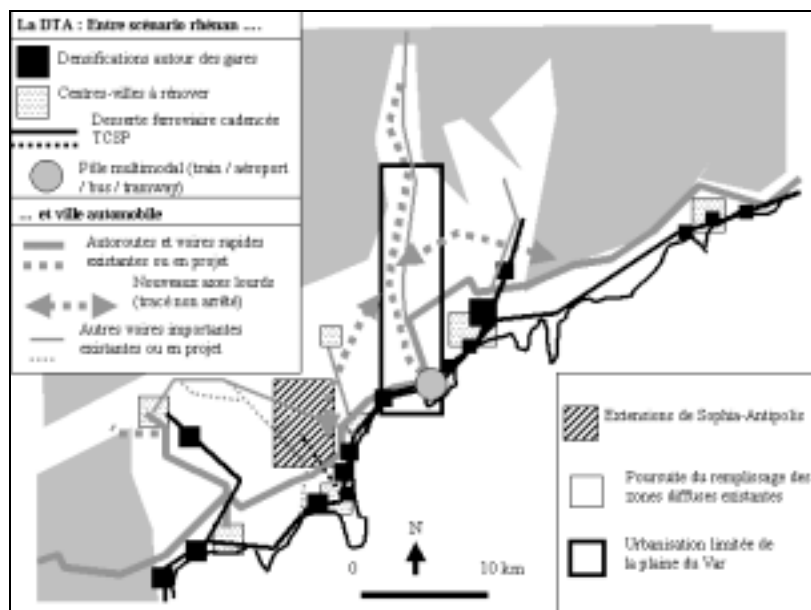 La DTA : Entre scénario rhénan ....
Densifications autour des gares
Centres-villes à rénover
Desserte ferroviaire cadencée
TCSP
Pôle multimodal (train / aéroport
/ bus / tramway)
... et ville automobile
Autoroutes et voires rapides
existantes ou en projet
Nouveaux axes lourds
(tracé non arrêté)
Autres voires importantes
existantes ou en projet
Extensions de Sophia-Antipolis
Poursuite du remplissage des
zones diffuses existantes
Urbanisation limitée de
la plaine du Var
N
0 10 km